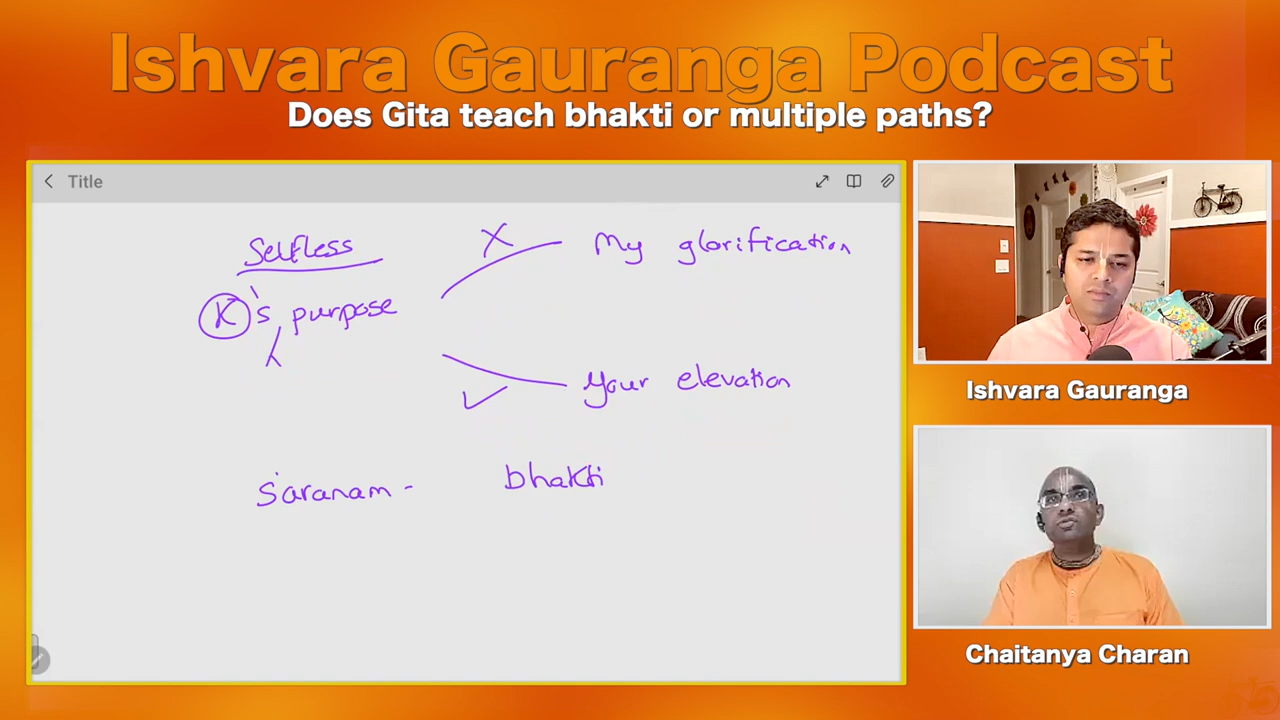 Ishvara Gauranga Podcast
Does Gita teach bhakti or multiple paths?
Title
Selfless
X
My glorification
K's purpose
Your elevation
śaranam - bhakti
Ishvara Gauranga
Chaitanya Charan